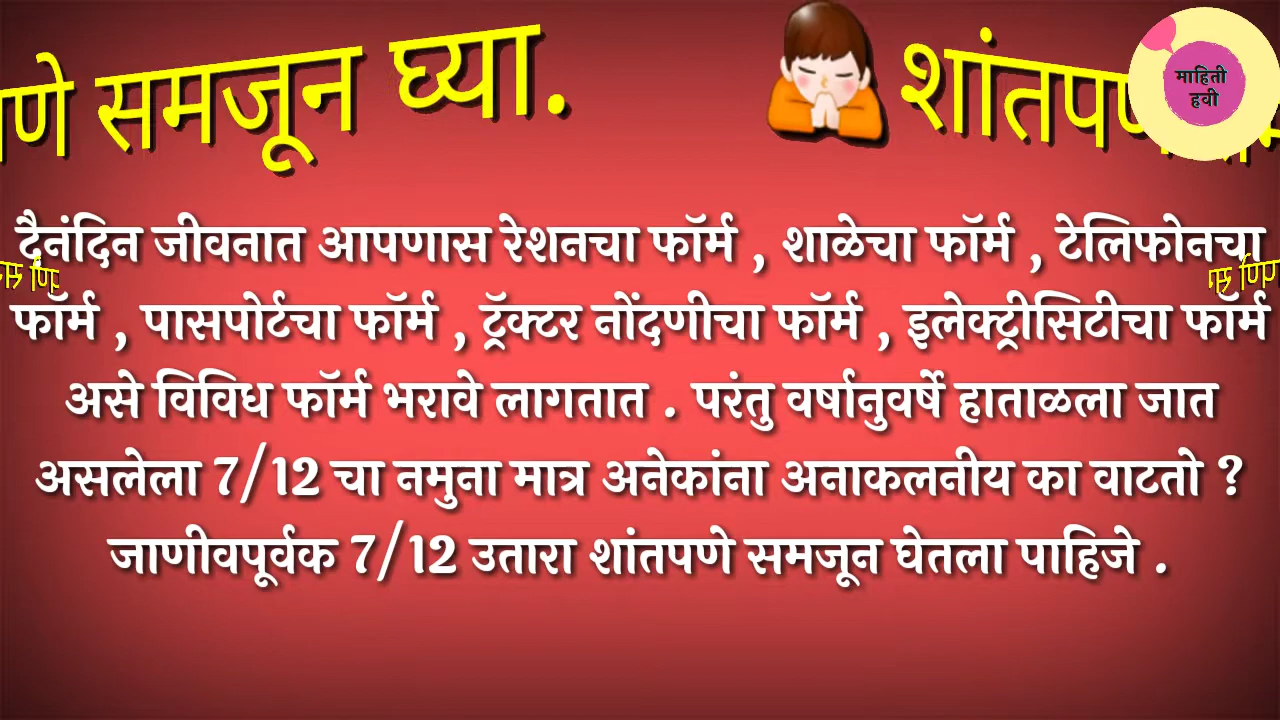 समजून घ्या.
माहिती
हवी
दैनंदिन जीवनात आपणास रेशनचा फॉर्म , शाळेचा फॉर्म , टेलिफोनचा
फॉर्म , पासपोर्टचा फॉर्म , ट्रॅक्टर नोंदणीचा फॉर्म , इलेक्ट्रीसिटीचा फॉर्म
असे विविध फॉर्म भरावे लागतात . परंतु वर्षानुवर्षे हाताळला जात
असलेला 7/12 चा नमुना मात्र अनेकांना अनाकलनीय का वाटतो ?
जाणीवपूर्वक 7/12 उतारा शांतपणे समजून घेतला पाहिजे .